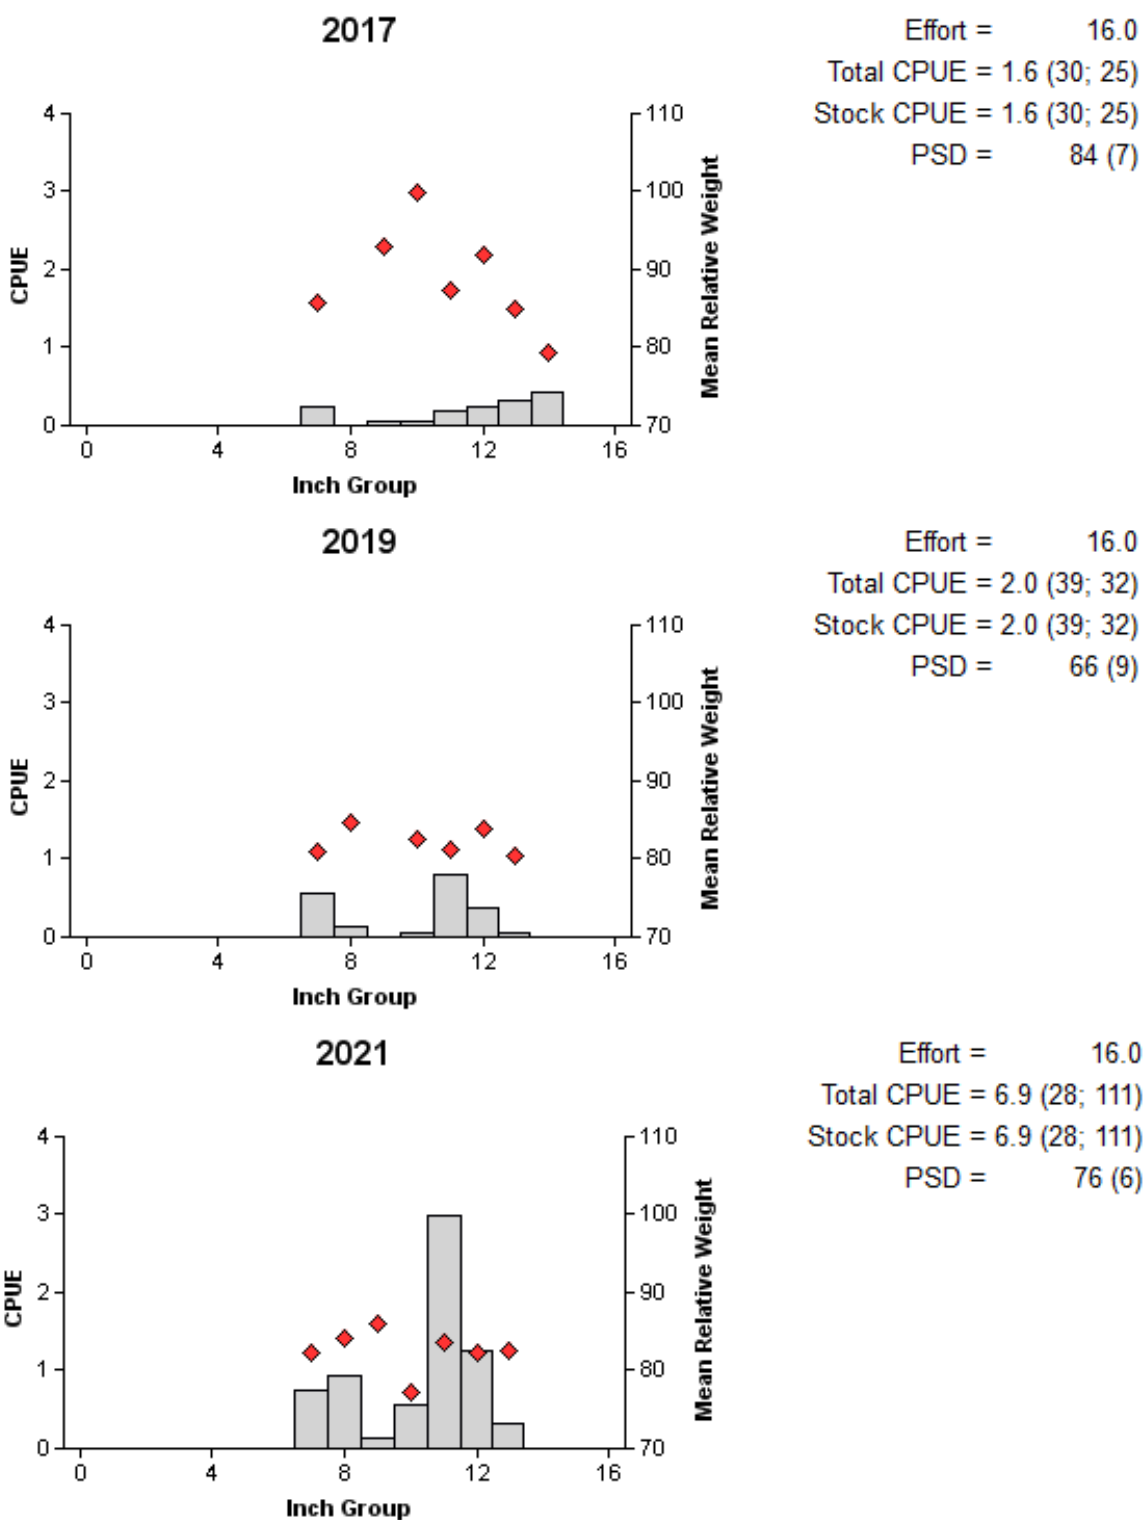 2017
Effort = 16.0
Total CPUE = 1.6 (30; 25)
Stock CPUE = 1.6 (30; 25)
PSD = 84 (7)
4
3
2
1
0
CPUE
110
100
90
80
70
Mean Relative Weight
0 4 8 12 16
Inch Group
2019
Effort = 16.0
Total CPUE = 2.0 (39; 32)
Stock CPUE = 2.0 (39; 32)
PSD = 66 (9)
4
3
2
1
0
CPUE
110
100
90
80
70
Mean Relative Weight
0 4 8 12 16
Inch Group
2021
Effort = 16.0
Total CPUE = 6.9 (28; 111)
Stock CPUE = 6.9 (28; 111)
PSD = 76 (6)
4
3
2
1
0
CPUE
110
100
90
80
70
Mean Relative Weight
0 4 8 12 16
Inch Group